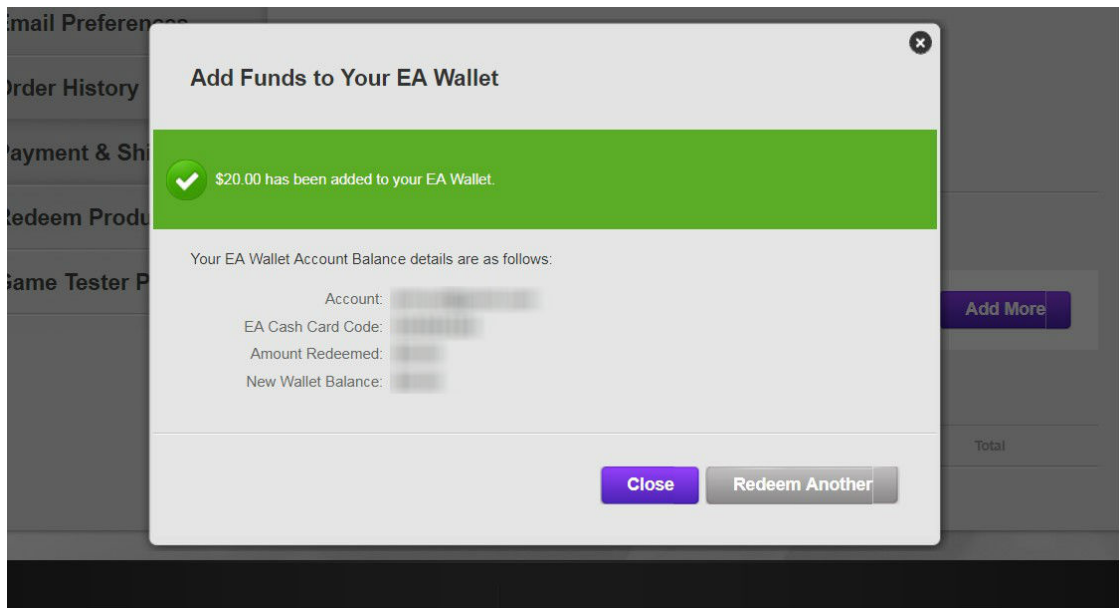 Email Preferences
Order History
Payment & Shi
Redeem Produ
Game Tester P
Add Funds to Your EA Wallet
$20.00 has been added to your EA Wallet.
Your EA Wallet Account Balance details are as follows:
Account:
EA Cash Card Code:
Amount Redeemed:
New Wallet Balance:
Add More
Total
Close
Redeem Another